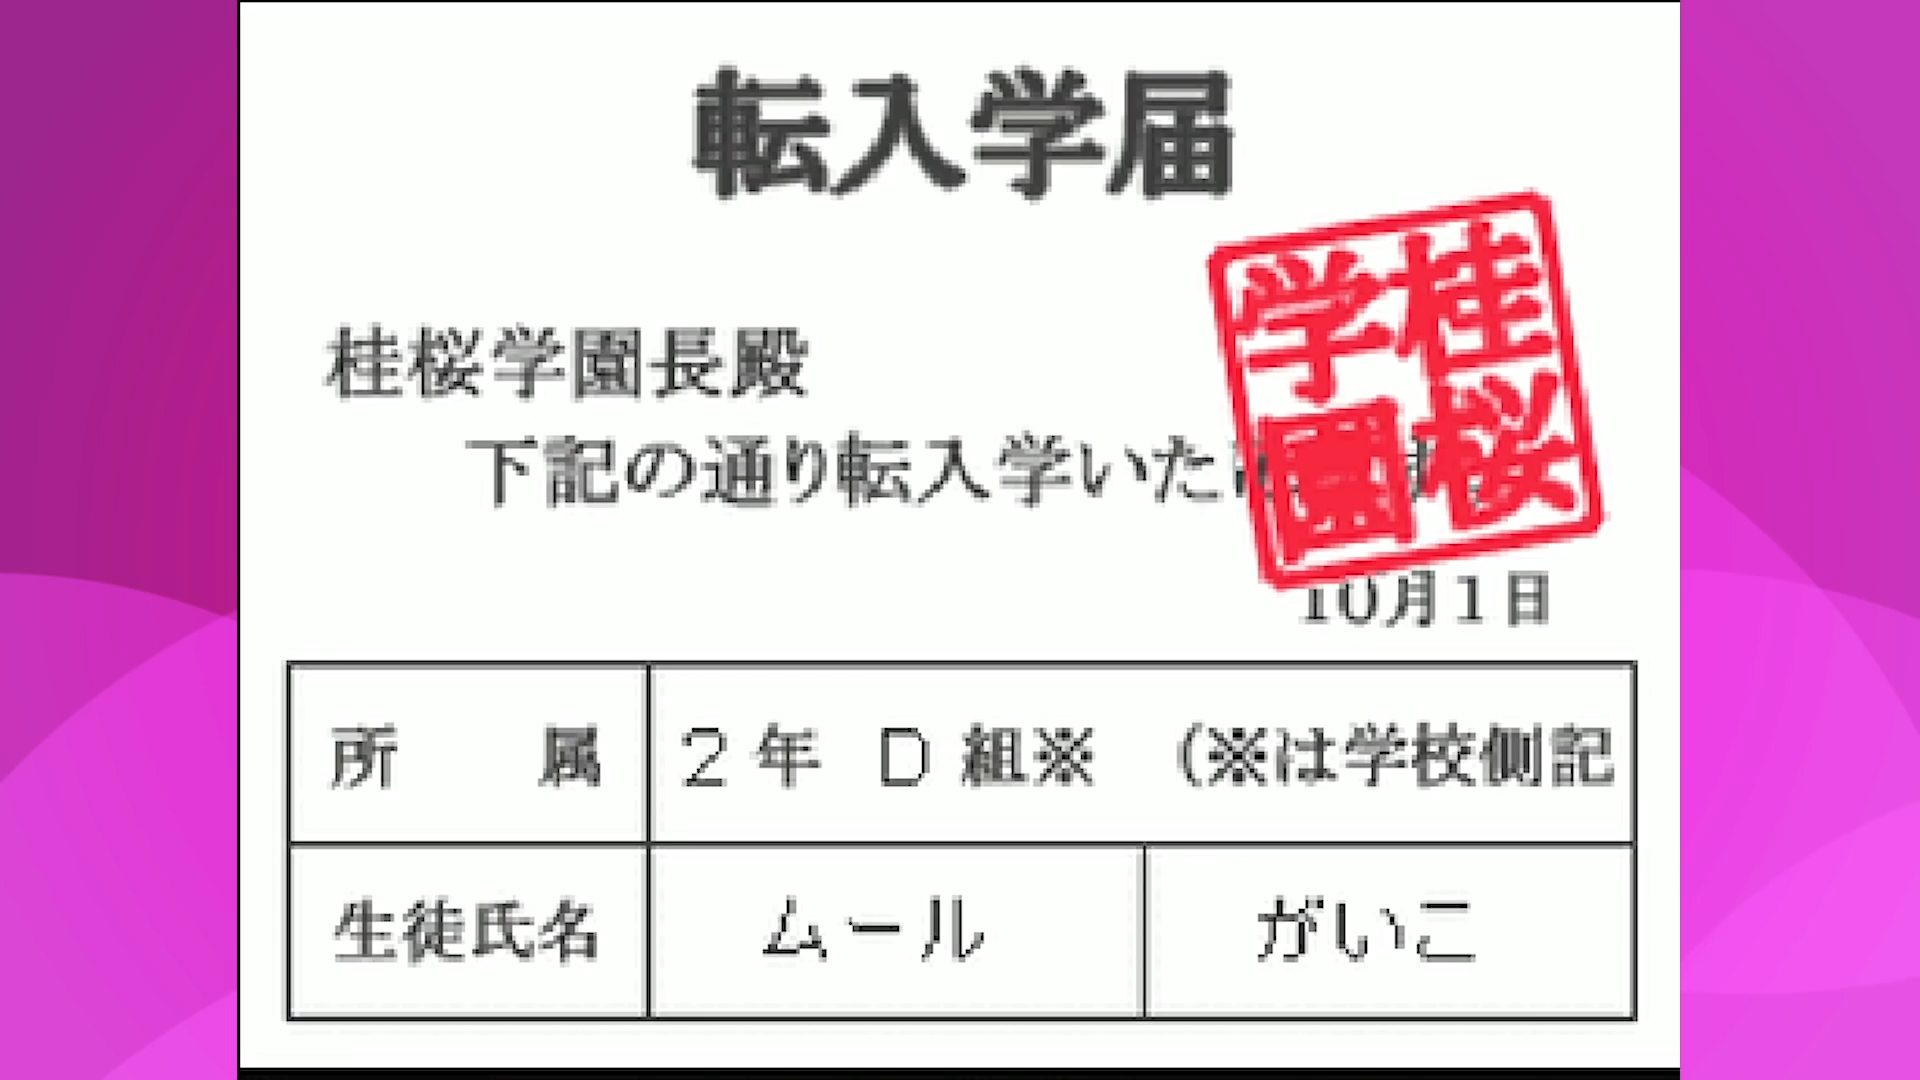 転入学届
桂桜学園長殿
下記の通り転入学いた
桂桜学園
10月1日
所属 2年 D 組※ (※は学校側記
生徒氏名 ムール がいこ